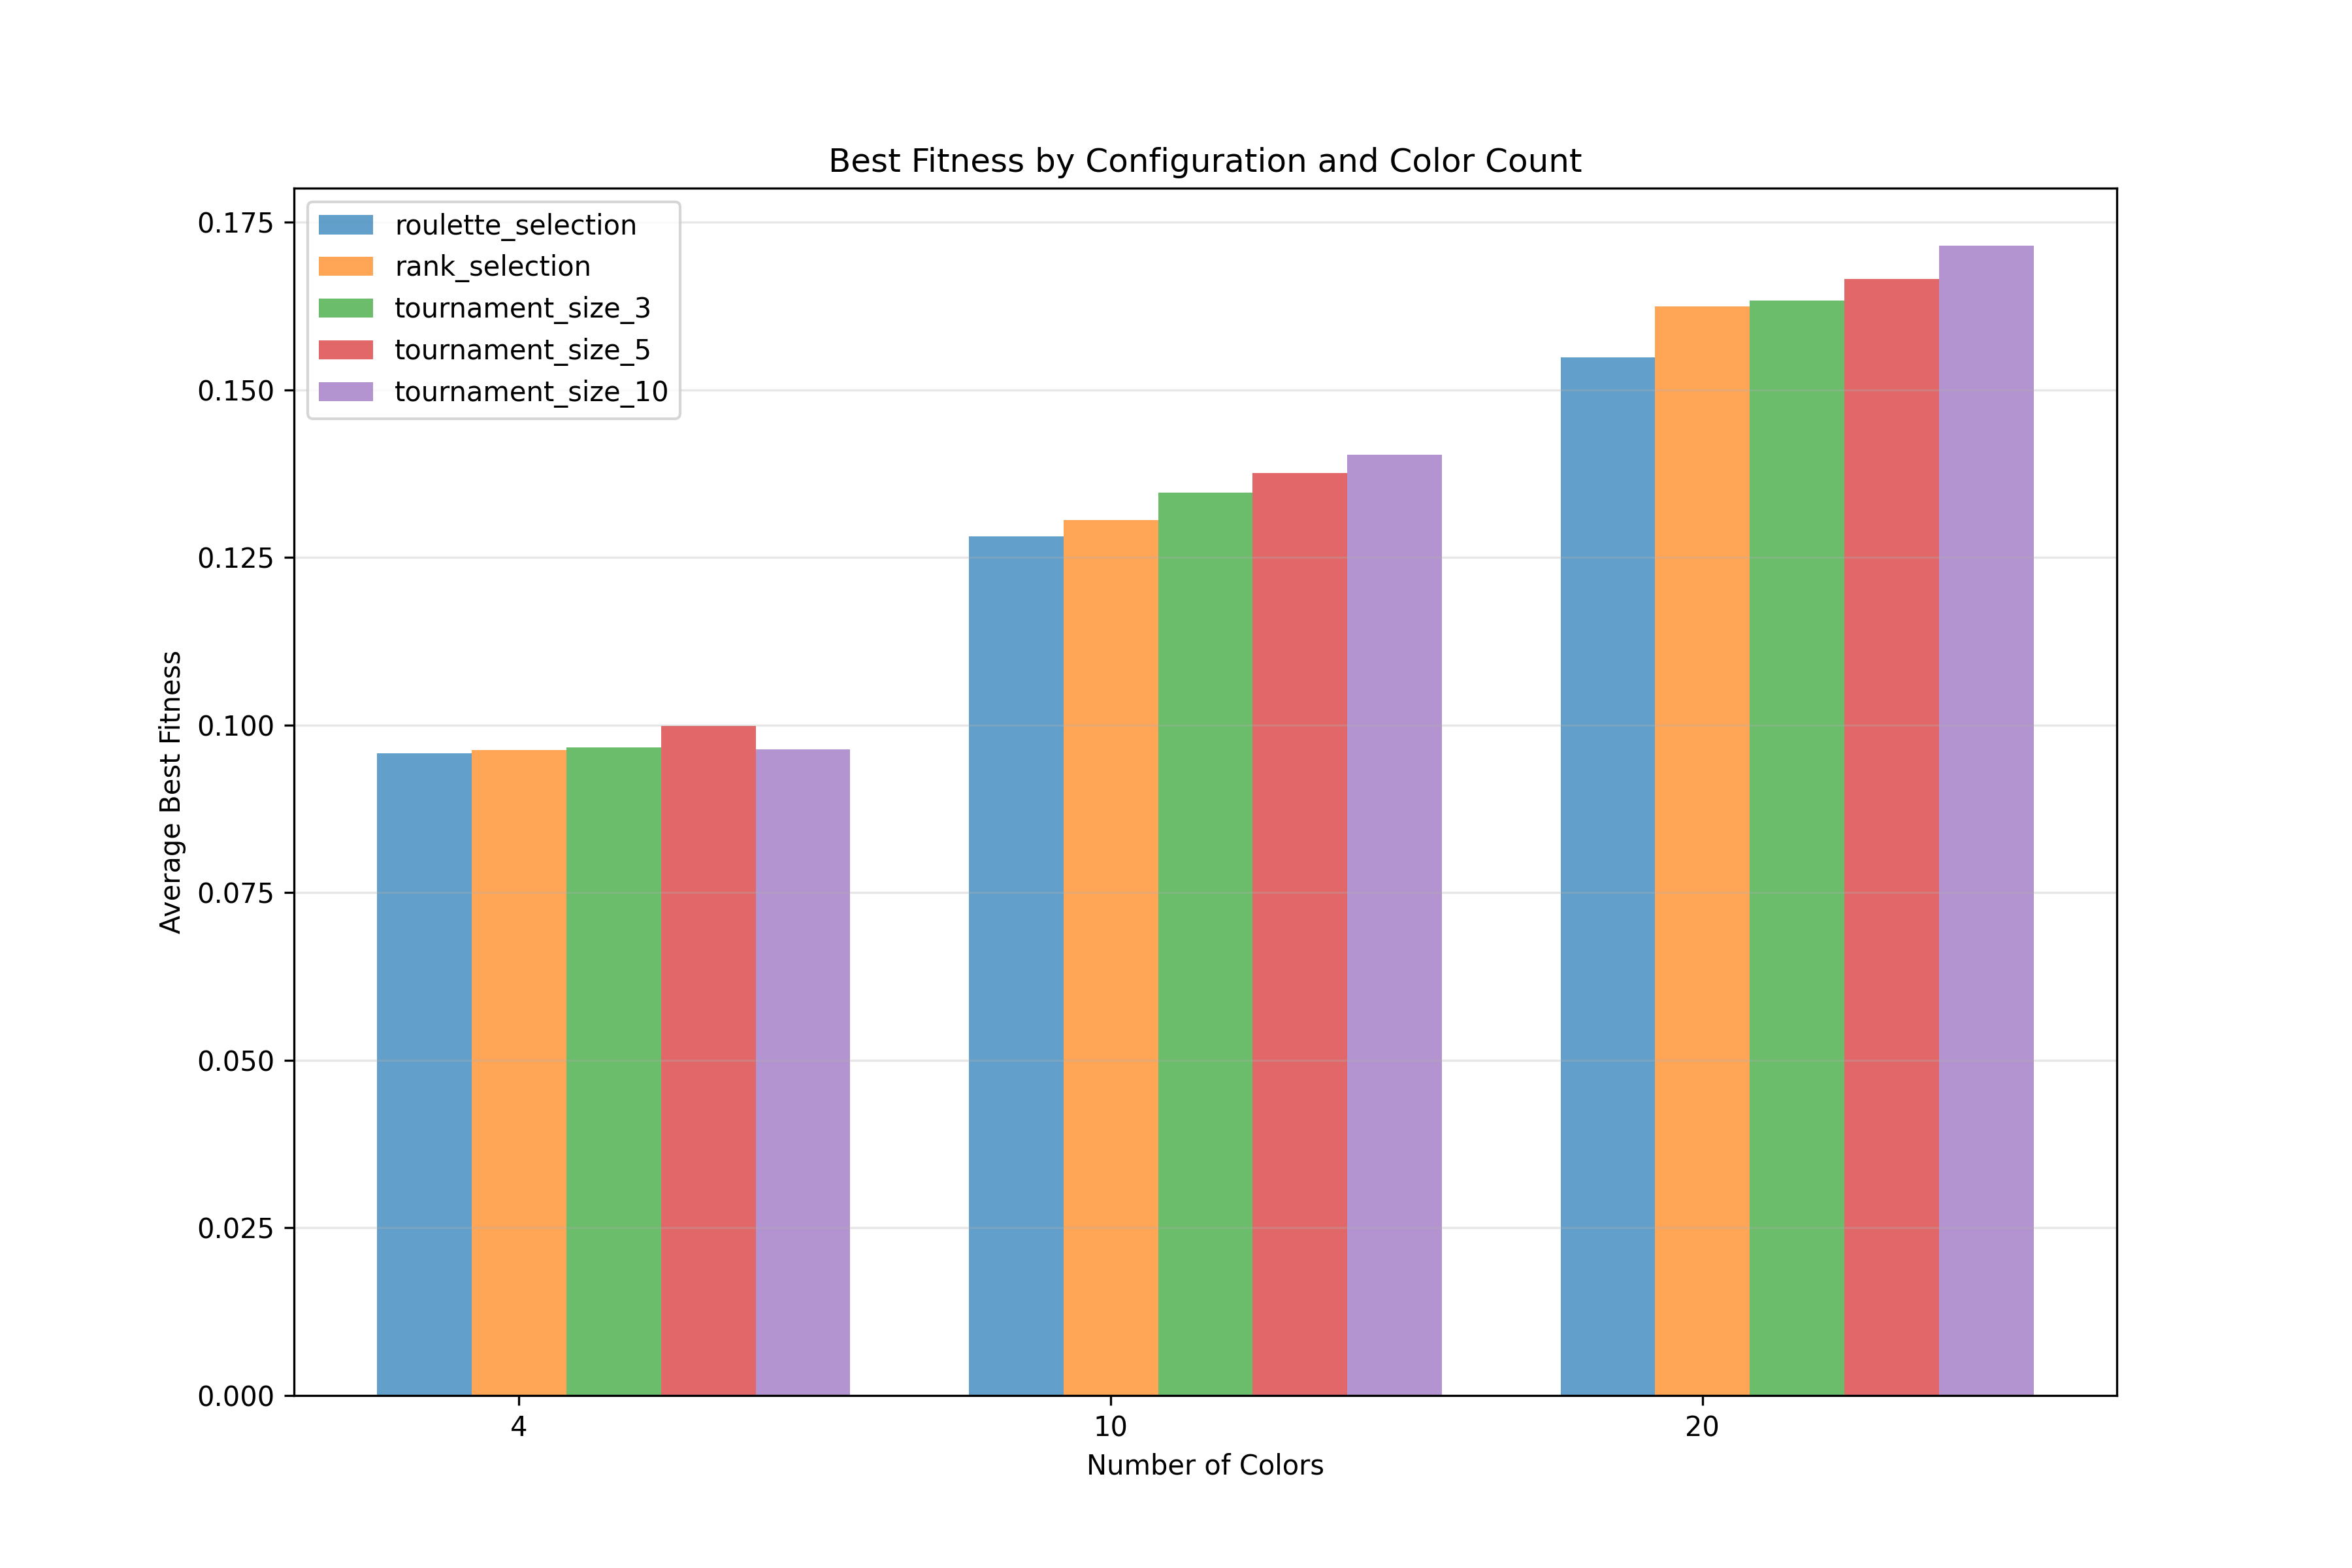 Best Fitness by Configuration and Color Count
roulette_selection
rank_selection
tournament_size_3
tournament_size_5
tournament_size_10
Average Best Fitness
0.175
0.150
0.125
0.100
0.075
0.050
0.025
0.000
4 10 20
Number of Colors